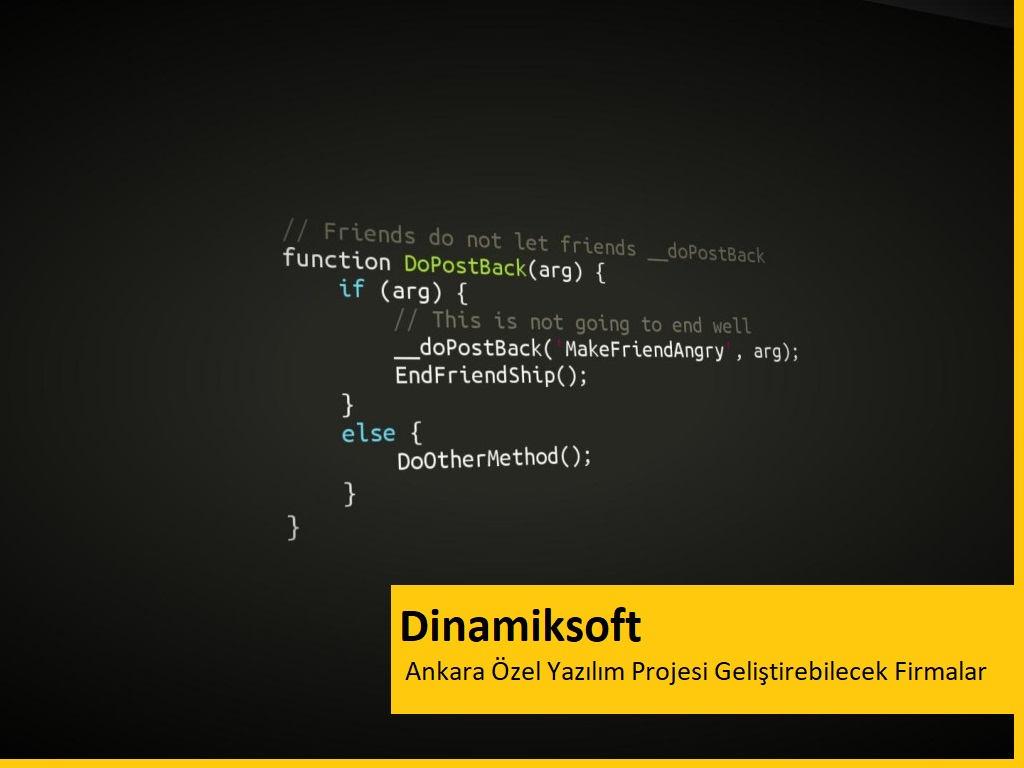 // Friends do not let friends __doPostBack
function DoPostBack(arg) {
if (arg) {
// This is not going to end well
__doPostBack('MakeFriendAngry', arg);
EndFriendShip();
}
else {
DoOtherMethod();
}
}
Dinamiksoft
Ankara Özel Yazılım Projesi Geliştirebilecek Firmalar